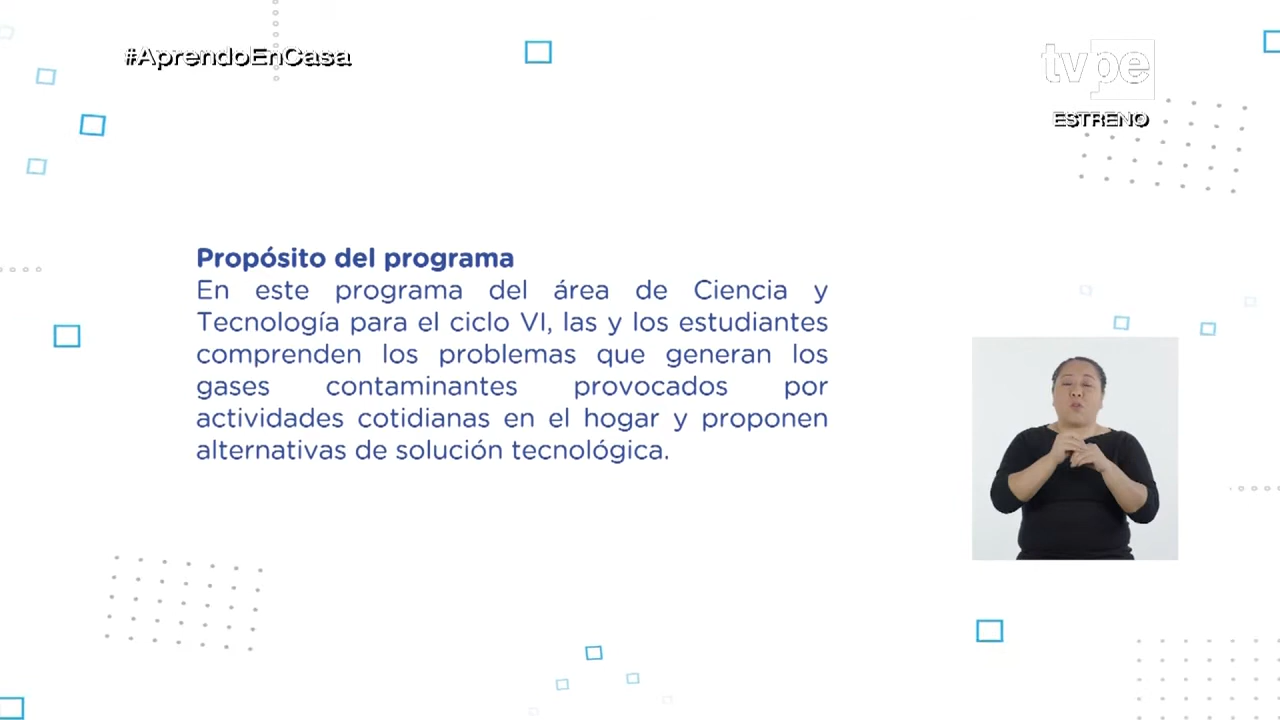 #AprendoEnCasa
tvpe
ESTRENO
Propósito del programa
En este programa del área de Ciencia y
Tecnología para el ciclo VI, las y los estudiantes
comprenden los problemas que generan los
gases contaminantes provocados por
actividades cotidianas en el hogar y proponen
alternativas de solución tecnológica.